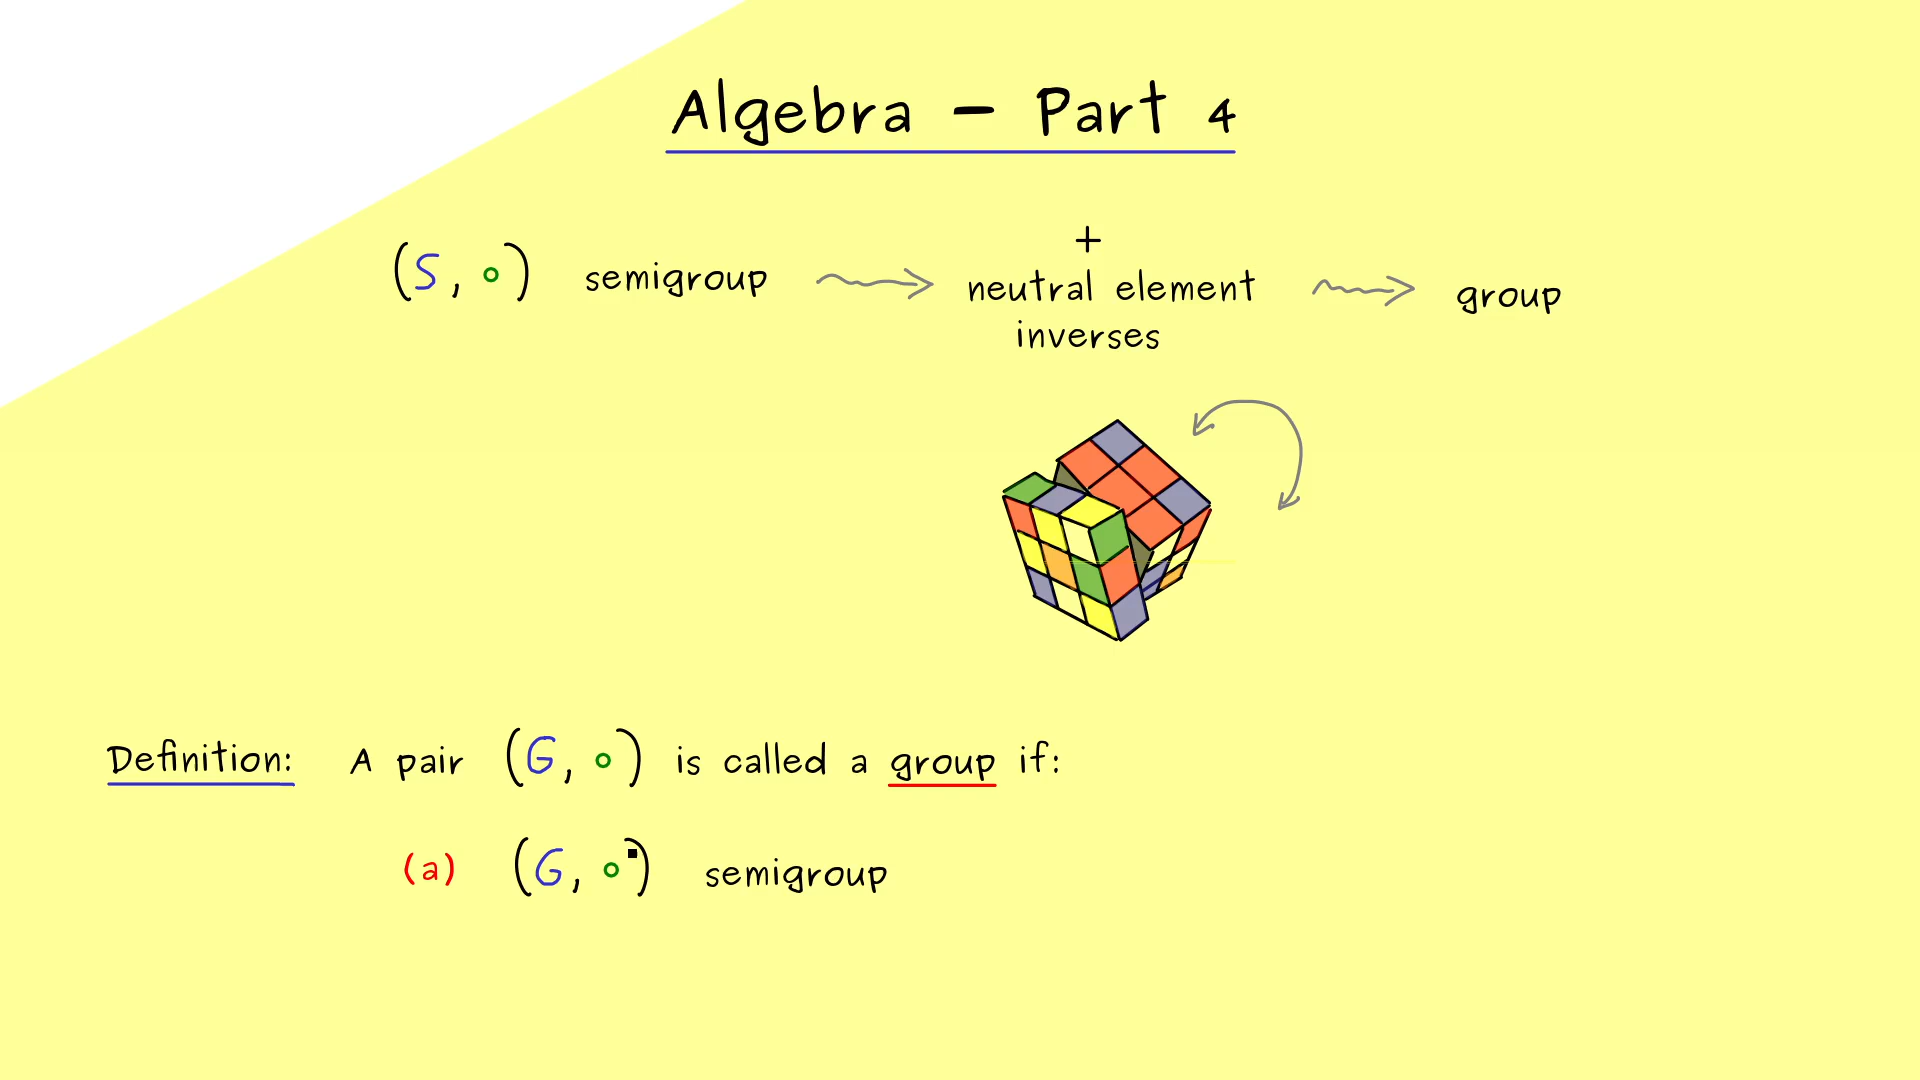 Algebra – Part 4
(S, ∘) semigroup + neutral element inverses group
Definition: A pair (G, ∘) is called a group if:
(a) (G, ∘) semigroup